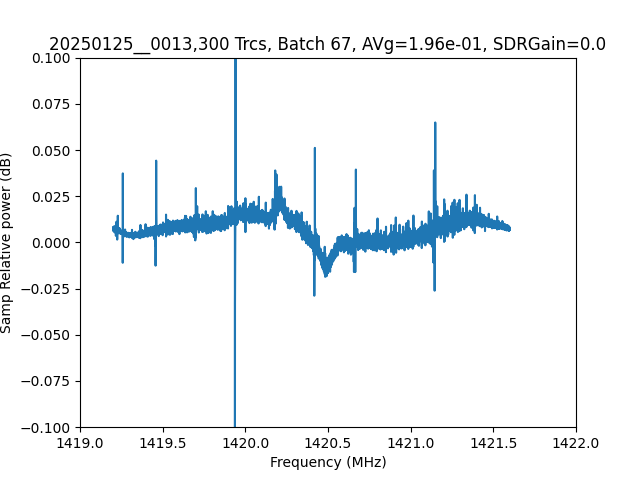 20250125__0013,300 Trcs, Batch 67, AVg=1.96e-01, SDRGain=0.0
0.100
0.075
0.050
0.025
0.000
−0.025
−0.050
−0.075
−0.100
Samp Relative power (dB)
1419.0 1419.5 1420.0 1420.5 1421.0 1421.5 1422.0
Frequency (MHz)